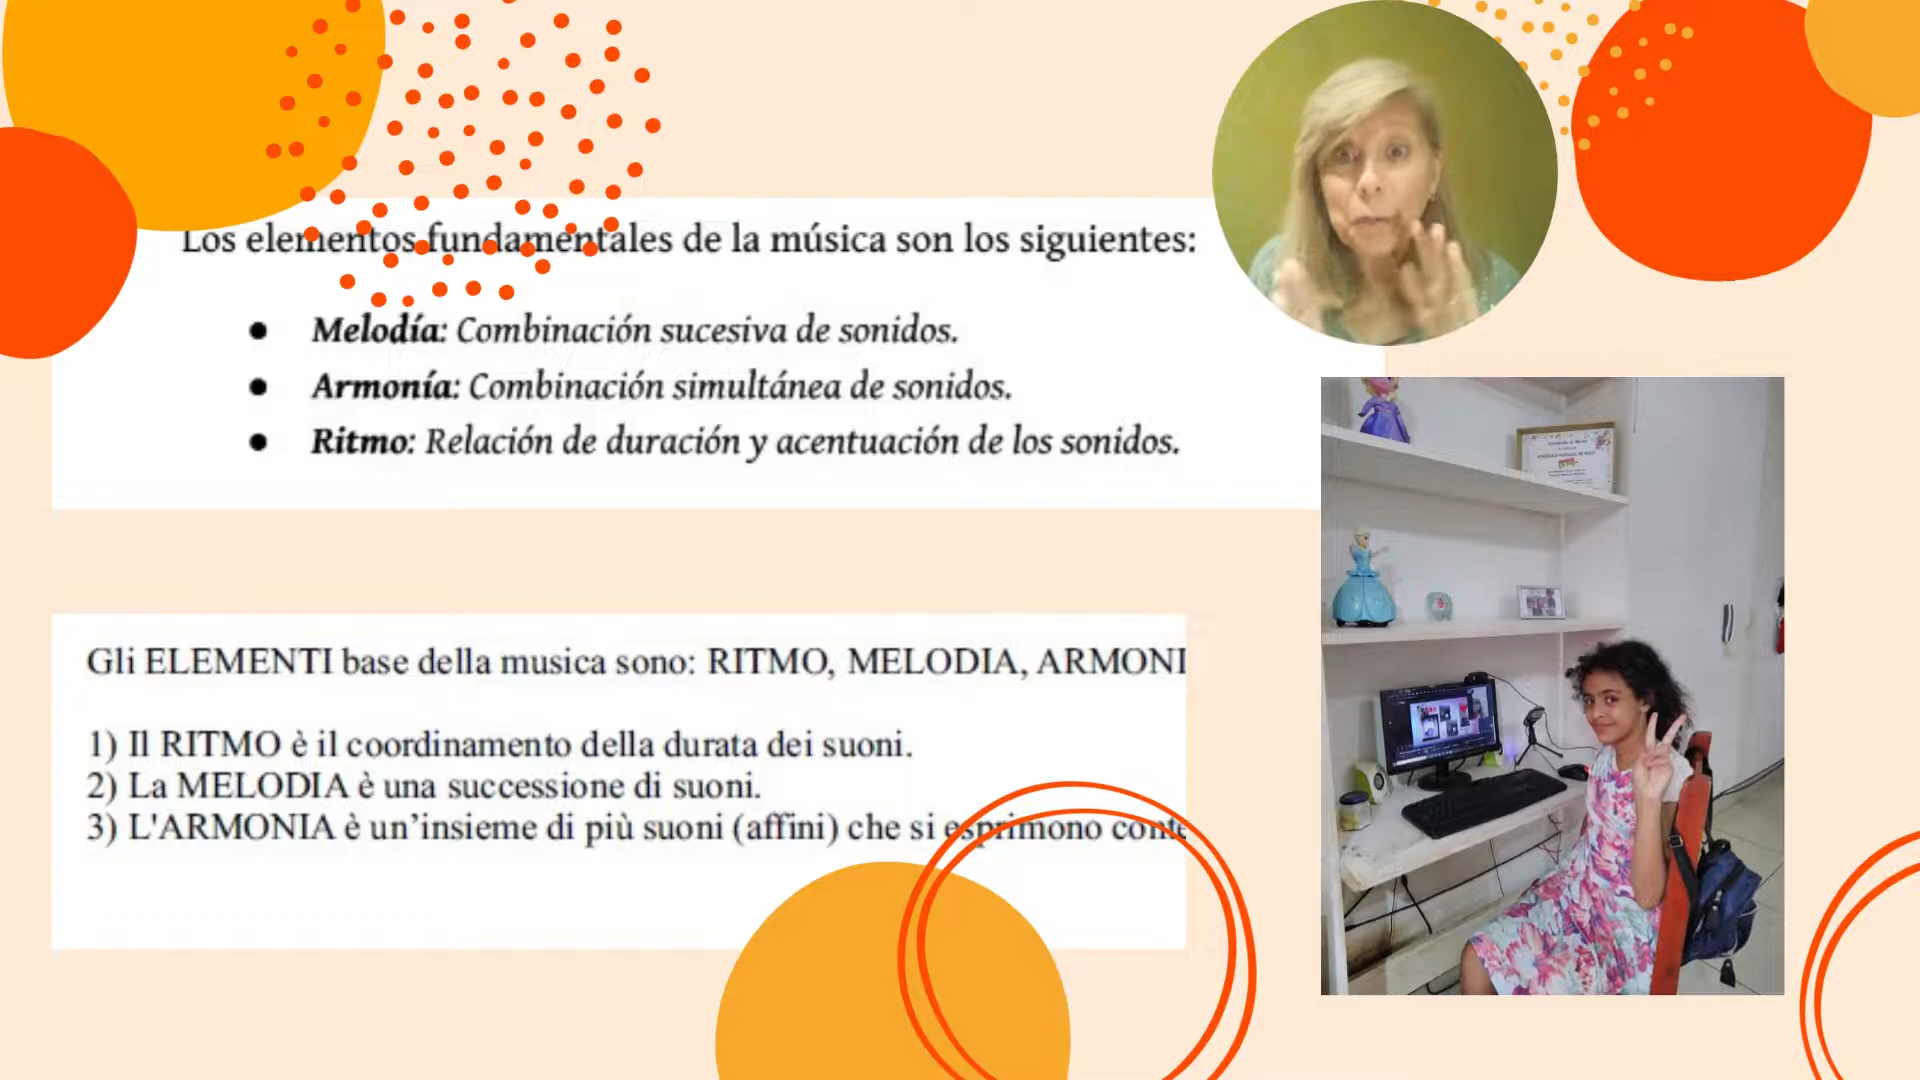 Los elementos fundamentales de la música son los siguientes:
● Melodía: Combinación sucesiva de sonidos.
● Armonía: Combinación simultánea de sonidos.
● Ritmo: Relación de duración y acentuación de los sonidos.
Gli ELEMENTI base della musica sono: RITMO, MELODIA, ARMONI
1) Il RITMO è il coordinamento della durata dei suoni.
2) La MELODIA è una successione di suoni.
3) L'ARMONIA è un’insieme di più suoni (affini) che si esprimono conte